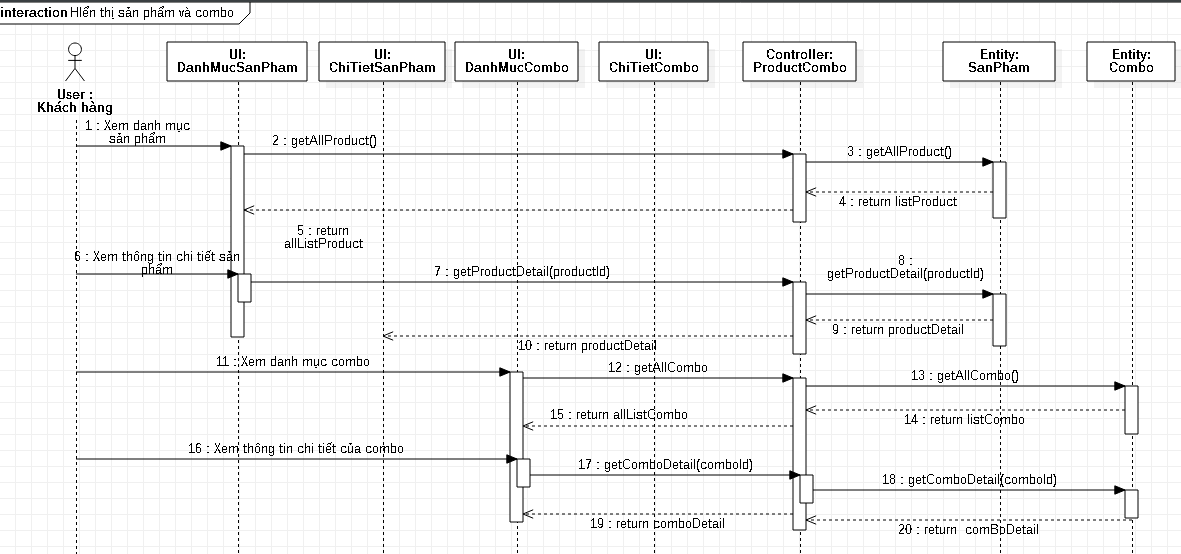 interaction HIển thị sản phẩm và combo
UI:
DanhMucSanPham
UI:
ChiTietSanPham
UI:
DanhMucCombo
UI:
ChiTietCombo
Controller:
ProductCombo
Entity:
SanPham
Entity:
Combo
User :
Khách hàng
1 : Xem danh mục
sản phẩm
2 : getAllProduct()
3 : getAllProduct()
4 : return listProduct
5 : return
allListProduct
6 : Xem thông tin chi tiết sản
phẩm
7 : getProductDetail(productId)
8 :
getProductDetail(productId)
9 : return productDetail
10 : return productDetail
11 : Xem danh mục combo
12 : getAllCombo
13 : getAllCombo()
14 : return listCombo
15 : return allListCombo
16 : Xem thông tin chi tiết của combo
17 : getComboDetail(comboId)
18 : getComboDetail(comboId)
19 : return comboDetail
20 : return comBoDetail